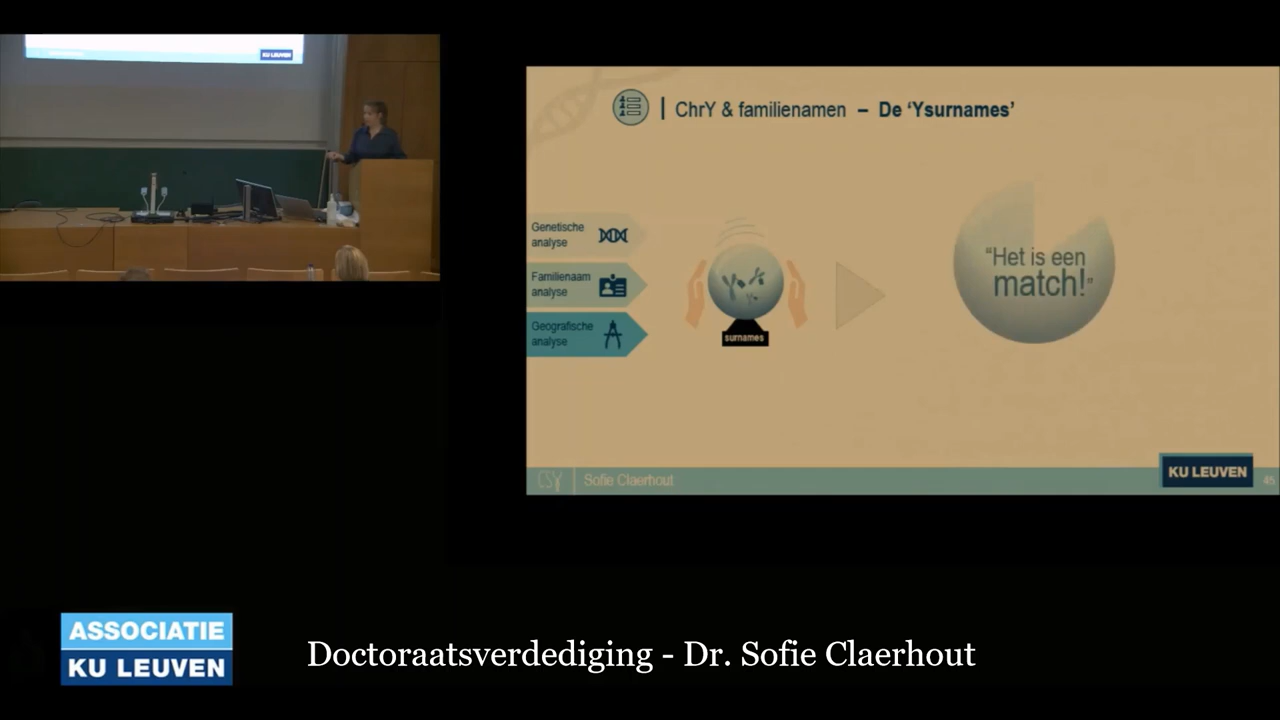 KU LEUVEN
ChrY & familienamen – De ‘Ysurnames’
Genetische
analyse
Familienaam
analyse
Geografische
analyse
surnames
“Het is een
match!”
CSY
Sofie Claerhout
KU LEUVEN
45
ASSOCIATIE
KU LEUVEN
Doctoraatsverdediging - Dr. Sofie Claerhout